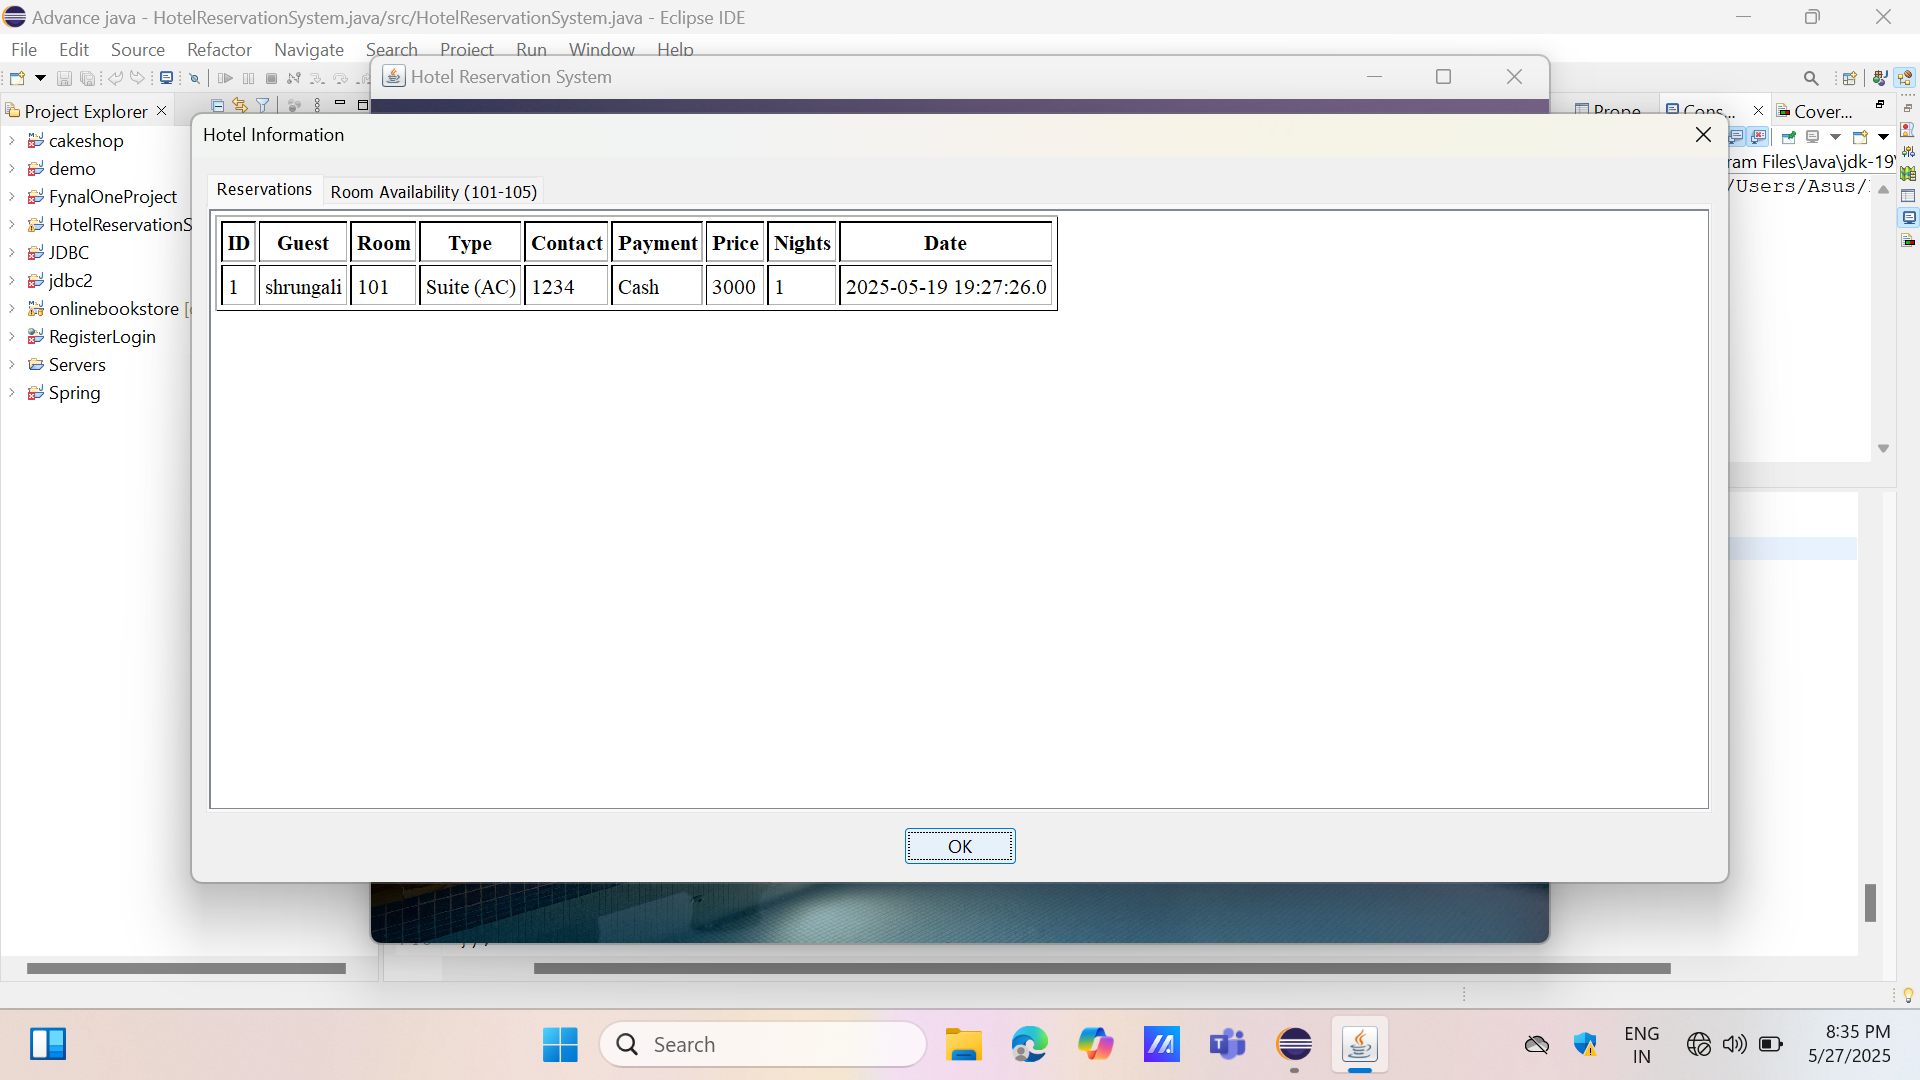 Advance java - HotelReservationSystem.java/src/HotelReservationSystem.java - Eclipse IDE
File Edit Source Refactor Navigate Search Project Run Window Help
Hotel Reservation System
Project Explorer
Prope
Cons...
Cover...
Hotel Information
cakeshop
demo
FynalOneProject
HotelReservationS
JDBC
jdbc2
onlinebookstore [
RegisterLogin
Servers
Spring
ram Files\Java\jdk-19\
/Users/Asus/
Reservations Room Availability (101-105)
ID Guest Room Type Contact Payment Price Nights Date
1 shrungali 101 Suite (AC) 1234 Cash 3000 1 2025-05-19 19:27:26.0
OK
Search
ENG
IN
8:35 PM
5/27/2025